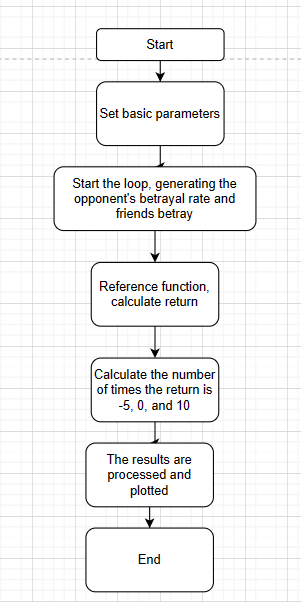 Start
Set basic parameters
Start the loop, generating the
opponent's betrayal rate and
friends betray
Reference function,
calculate return
Calculate the number
of times the return is
-5, 0, and 10
The results are
processed and
plotted
End